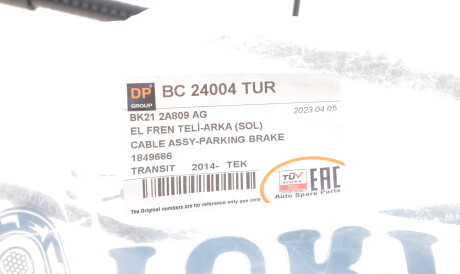 DP GROUP
BC 24004 TUR
BK21 2A809 AG
2023.04.05
EL FREN TELİ-ARKA (SOL)
CABLE ASSY-PARKING BRAKE
1849666
TRANSIT 2014- TEK
TÜV
AUSTRIA
EAC
Auto Spare Parts
The Original numbers are for reference only use only